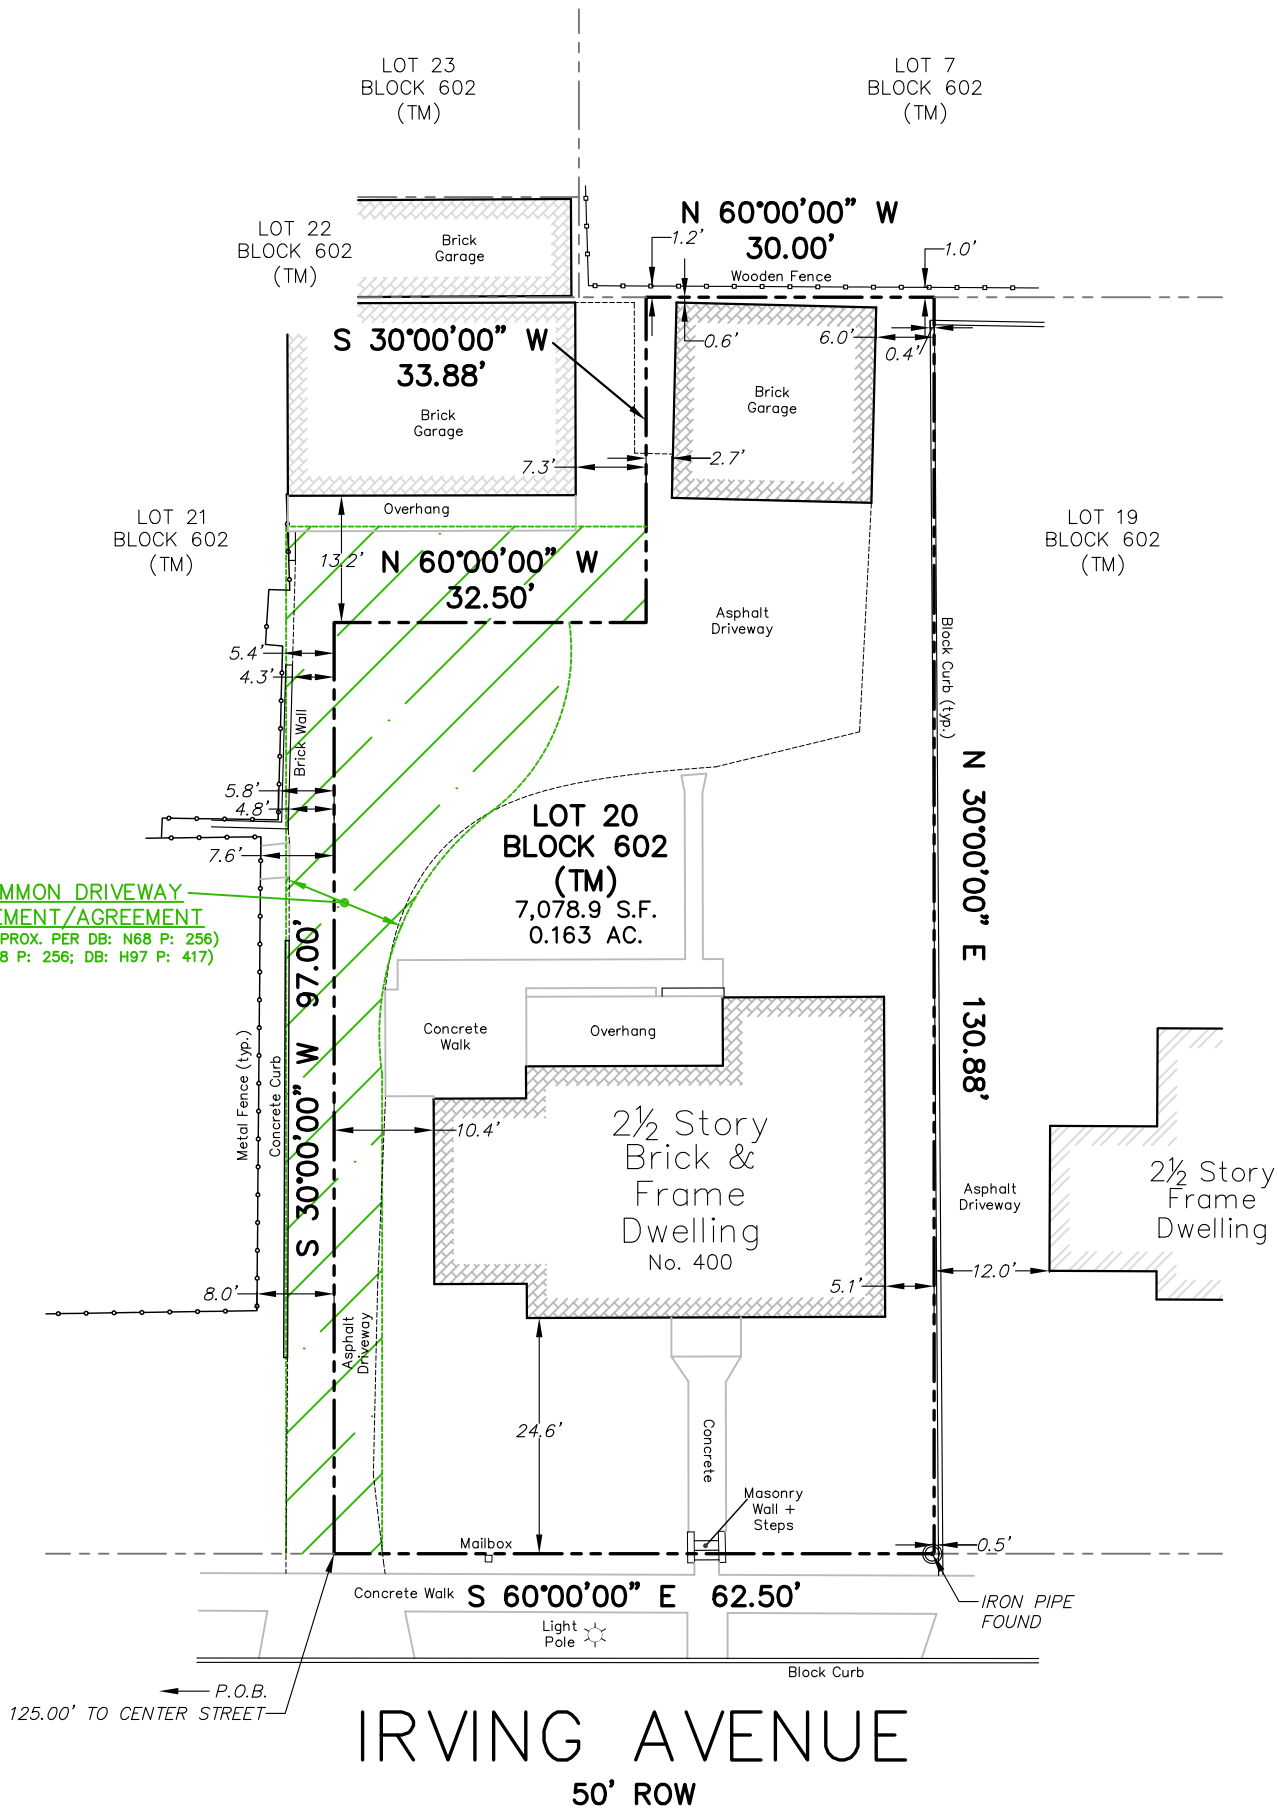 LOT 23
BLOCK 602
(TM)
LOT 7
BLOCK 602
(TM)
LOT 22
BLOCK 602
(TM)
Brick
Garage
N 60°00'00" W
30.00'
1.2'
1.0'
Wooden Fence
S 30°00'00" W
33.88'
0.6'
6.0'
0.4'
Brick
Garage
Brick
Garage
7.3'
2.7'
Overhang
LOT 21
BLOCK 602
(TM)
LOT 19
BLOCK 602
(TM)
13.2'
N 60°00'00" W
32.50'
Asphalt
Driveway
Block Curb (typ.)
5.4'
4.3'
Brick Wall
5.8'
4.8'
7.6'
LOT 20
BLOCK 602
(TM)
7,078.9 S.F.
0.163 AC.
N 30°00'00" E 130.88'
MMON DRIVEWAY
EMENT/AGREEMENT
PROX. PER DB: N68 P: 256)
8 P: 256; DB: H97 P: 417)
S 30°00'00" W 97.00'
Metal Fence (typ.)
Concrete Curb
Concrete
Walk
Overhang
10.4'
2½ Story
Brick &
Frame
Dwelling
No. 400
Asphalt
Driveway
2½ Story
Frame
Dwelling
8.0'
5.1'
12.0'
Asphalt
Driveway
24.6'
Concrete
Masonry
Wall +
Steps
Mailbox
0.5'
Concrete Walk
S 60°00'00" E 62.50'
IRON PIPE
FOUND
Light
Pole
Block Curb
P.O.B.
125.00' TO CENTER STREET
IRVING AVENUE
50' ROW